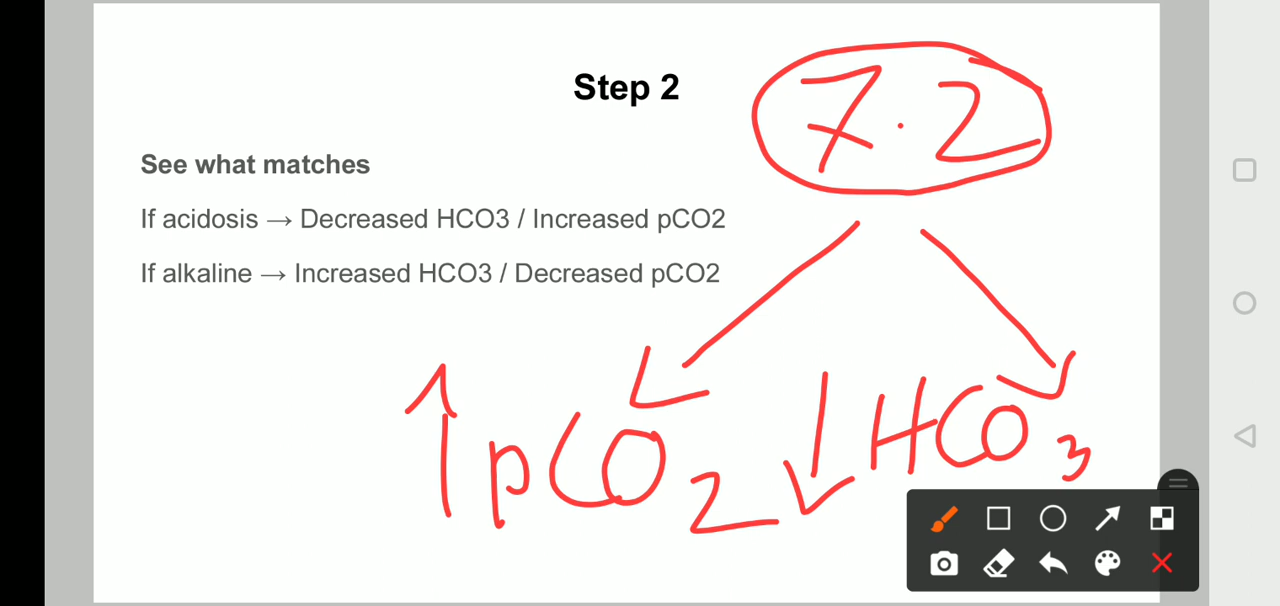 Step 2
7.2
See what matches
If acidosis → Decreased HCO3 / Increased pCO2
If alkaline → Increased HCO3 / Decreased pCO2
↑pCO2 ↓HCO3